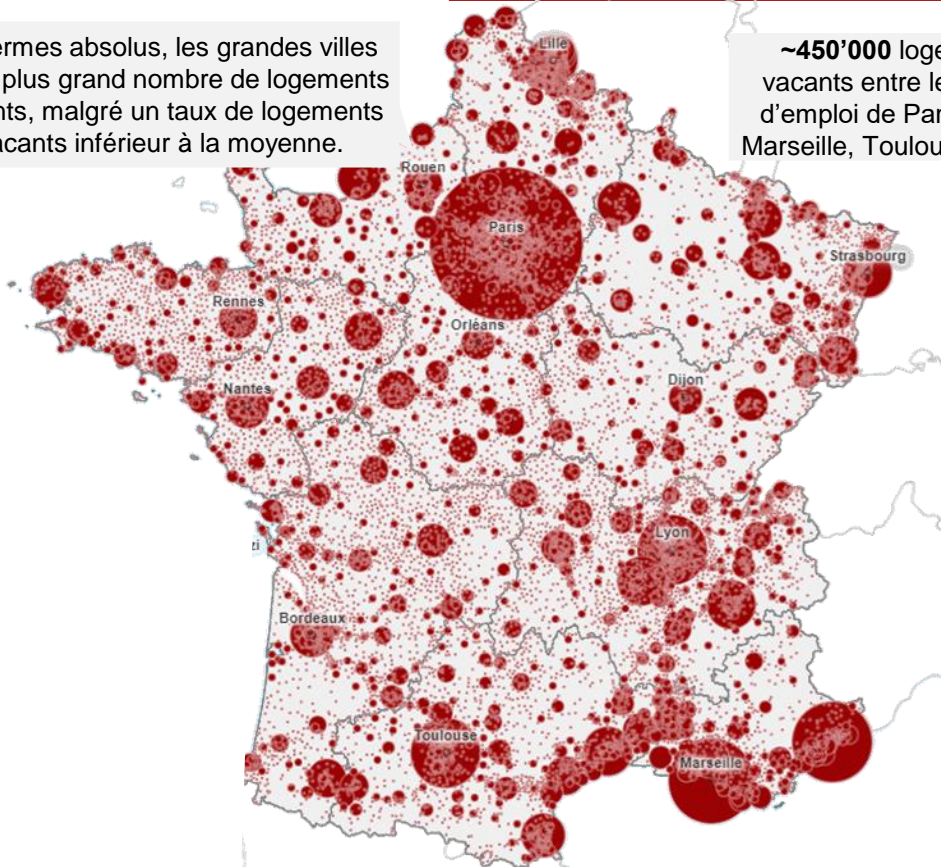 ermes absolus, les grandes villes
plus grand nombre de logements
nts, malgré un taux de logements
acants inférieur à la moyenne.
~450’000 loge
vacants entre le
d’emploi de Par
Marseille, Toulou
Lille
Rouen
Paris
Strasbourg
Rennes
Orléans
Nantes
Dijon
zi
Lyon
Bordeaux
Toulouse
Marseille